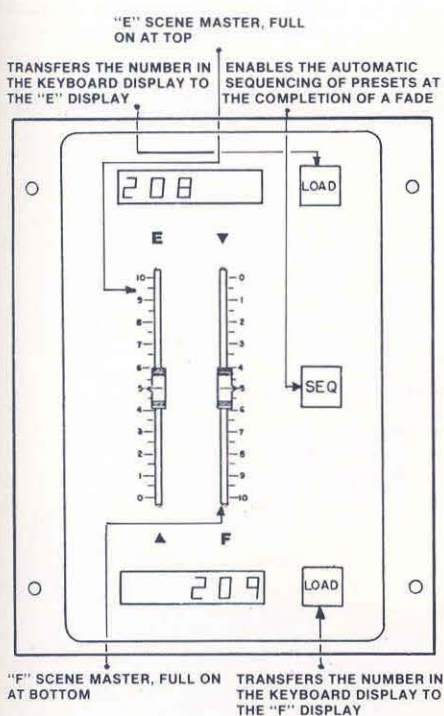 "E" SCENE MASTER, FULL
ON AT TOP
TRANSFERS THE NUMBER IN
THE KEYBOARD DISPLAY TO
THE "E" DISPLAY
ENABLES THE AUTOMATIC
SEQUENCING OF PRESETS AT
THE COMPLETION OF A FADE
208
LOAD
E ▼
10 0
9 1
8 2
7 3
6 4
5 5
4 6
3 7
2 8
1 9
0 10
SEQ
▲ F
209
LOAD
"F" SCENE MASTER, FULL ON
AT BOTTOM
TRANSFERS THE NUMBER IN
THE KEYBOARD DISPLAY TO
THE "F" DISPLAY